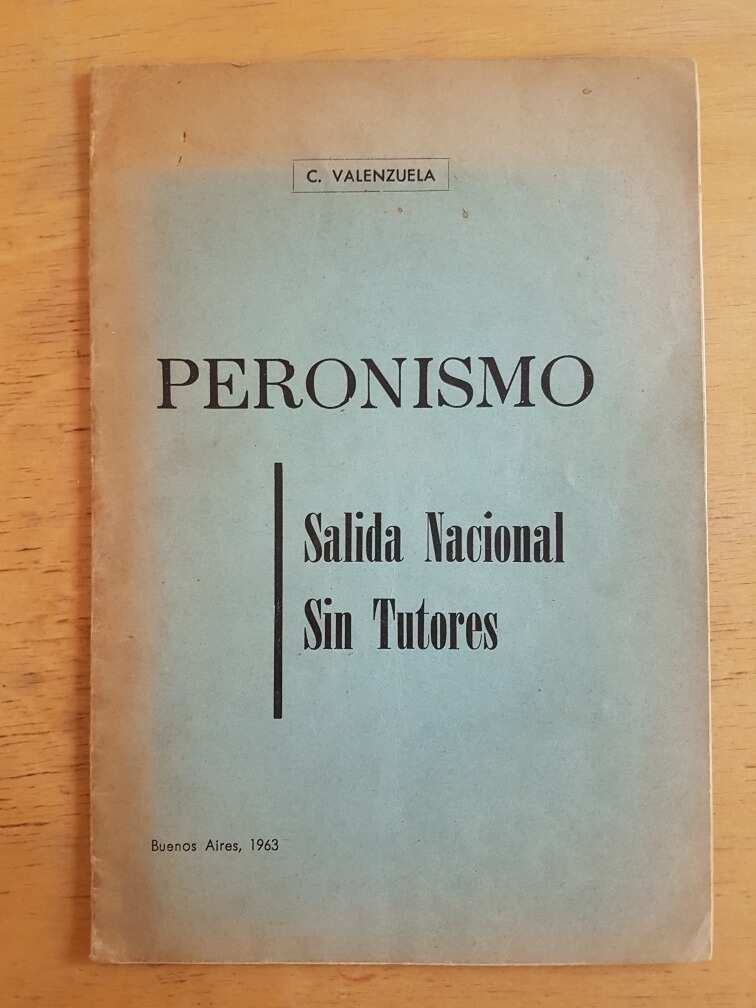 C. VALENZUELA
PERONISMO
Salida Nacional
Sin Tutores
Buenos Aires, 1963